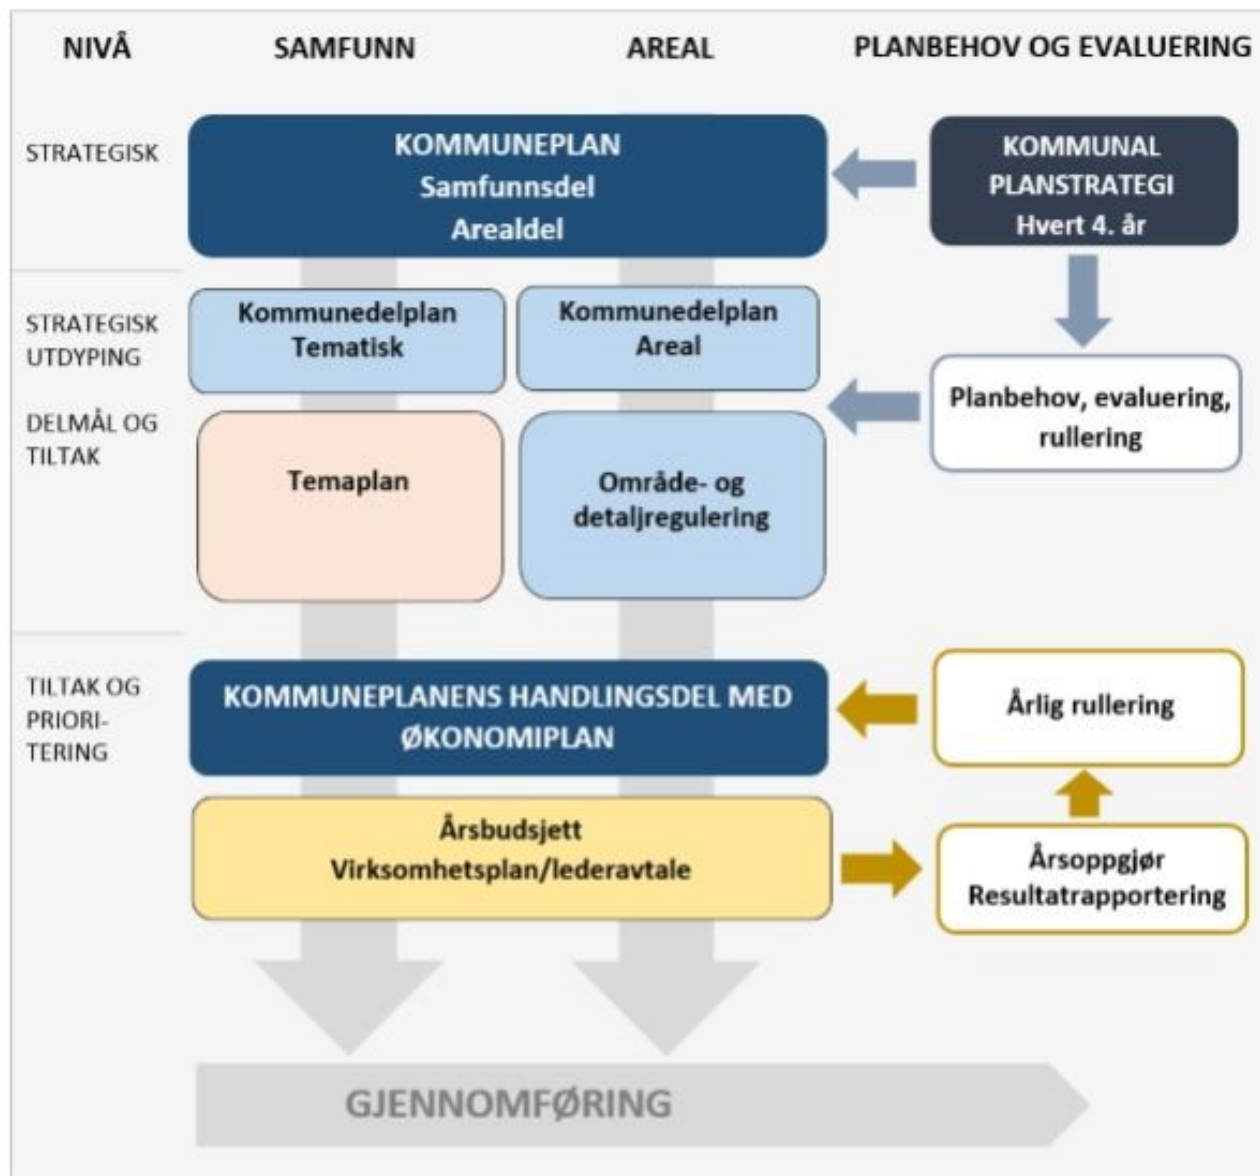 NIVÅ
SAMFUNN
AREAL
PLANBEHOV OG EVALUERING
STRATEGISK
KOMMUNEPLAN
Samfunnsdel
Arealdel
KOMMUNAL
PLANSTRATEGI
Hvert 4. år
STRATEGISK
UTDYPING
Kommunedelplan
Tematisk
Kommunedelplan
Areal
Planbehov, evaluering,
rullering
DELMÅL OG
TILTAK
Temaplan
Område- og
detaljregulering
TILTAK OG
PRIORI-
TERING
KOMMUNEPLANENS HANDLINGSDEL MED
ØKONOMIPLAN
Årlig rullering
Årsbudsjett
Virksomhetsplan/lederavtale
Årsoppgjør
Resultatrapportering
GJENNOMFØRING